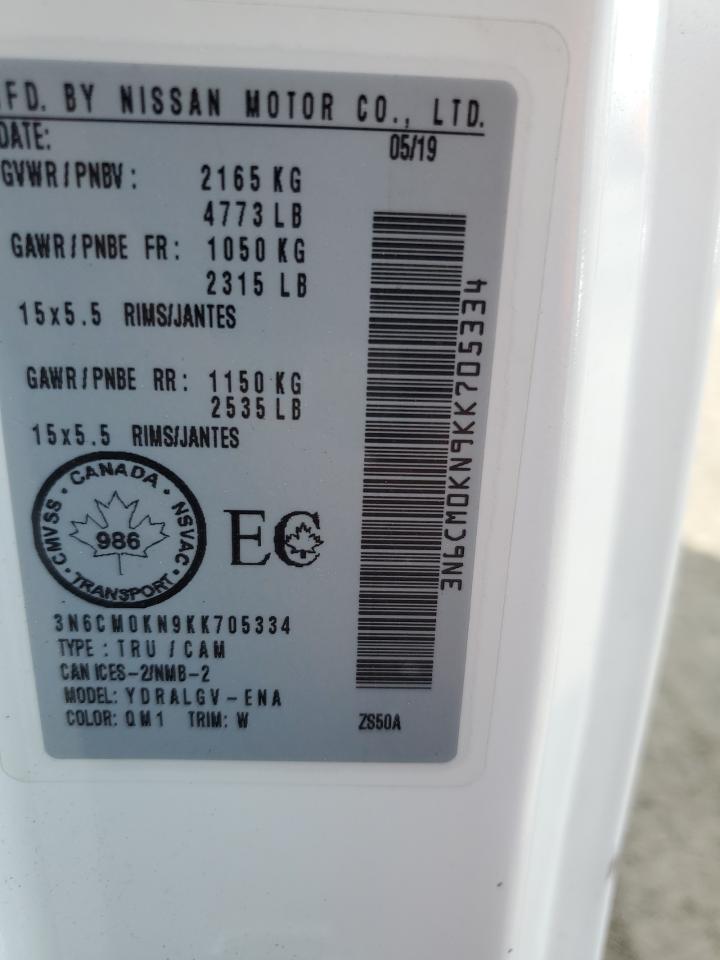 MFD. BY NISSAN MOTOR CO., LTD.
DATE: 05/19
GVWR/PNBV: 2165 KG
4773 LB
GAWR/PNBE FR: 1050 KG
2315 LB
15x5.5 RIMS/JANTES
GAWR/PNBE RR: 1150 KG
2535 LB
15x5.5 RIMS/JANTES
CANADA
CMVSS
NSVAC
986
TRANSPORT
EC
3N6CM0KN9KK705334
3N6CM0KN9KK705334
TYPE: TRU/CAM
CAN ICES-2/NMB-2
MODEL: YDRALGV-ENA
COLOR: QM1 TRIM: W ZS50A